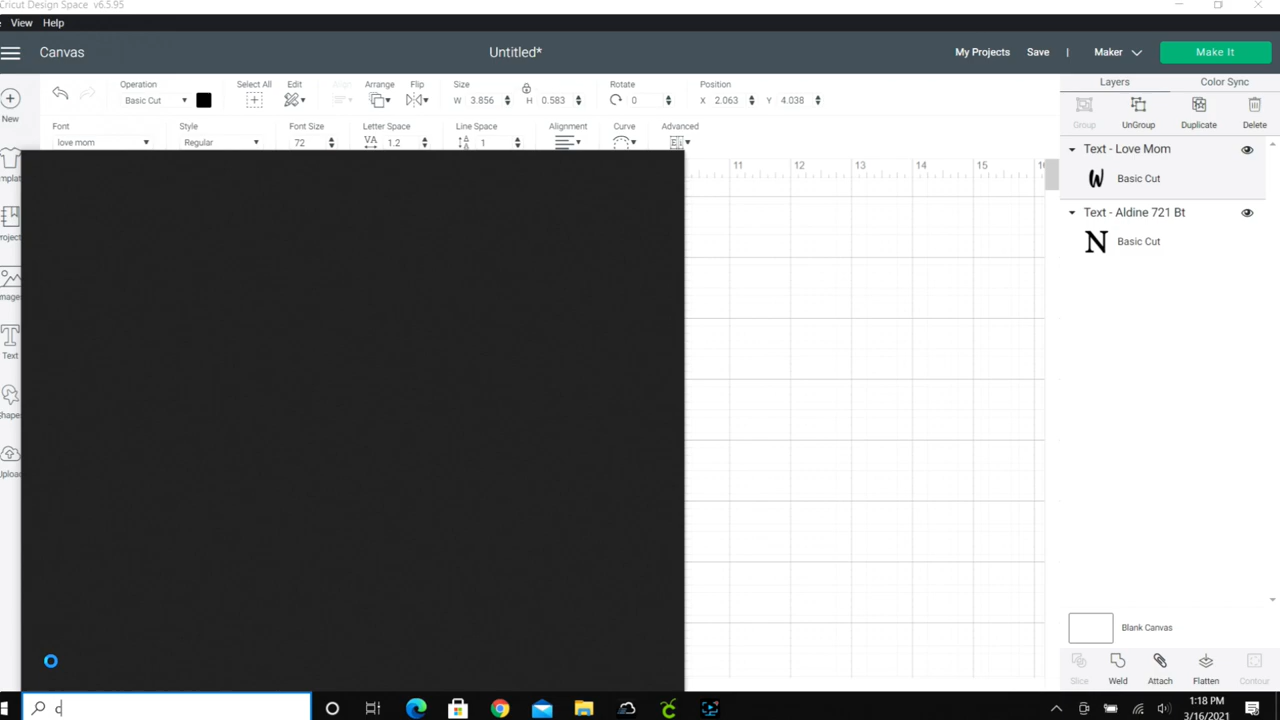 Cricut Design Space v6.5.95
View Help
Canvas
Untitled*
My Projects Save | Maker Make It
New
Operation
Basic Cut
Select All
Edit
Align
Arrange
Flip
Size
W 3.856
H 0.583
Rotate
0
Position
X 2.063
Y 4.038
Font
love mom
Style
Regular
Font Size
72
Letter Space
VA 1.2
Line Space
1
Alignment
Curve
Advanced
Layers Color Sync
Group UnGroup Duplicate Delete
Text - Love Mom
W Basic Cut
Text - Aldine 721 Bt
N Basic Cut
11 12 13 14 15
Text
Blank Canvas
Slice Weld Attach Flatten Contour
c
1:18 PM
3/16/2021